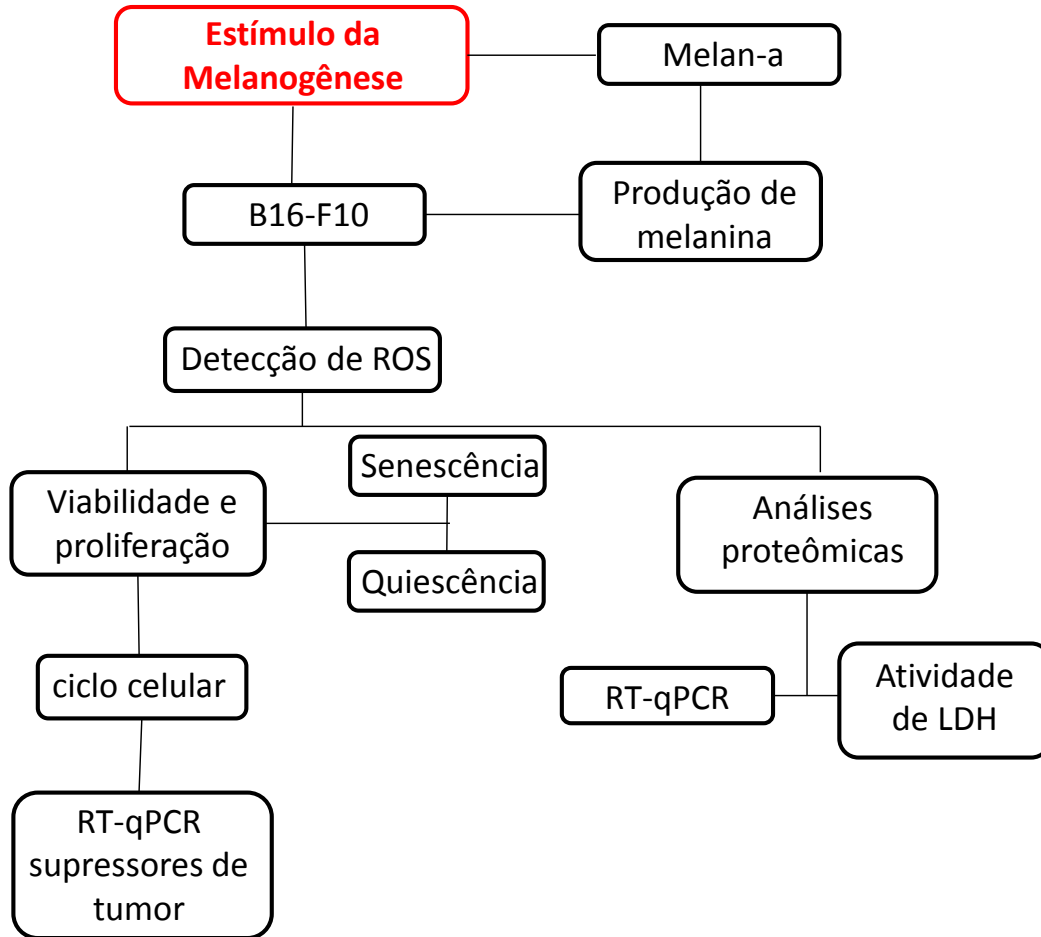 Estímulo da
Melanogênese
Melan-a
B16-F10
Produção de
melanina
Detecção de ROS
Viabilidade e
proliferação
Senescência
Quiescência
Análises
proteômicas
ciclo celular
RT-qPCR
Atividade
de LDH
RT-qPCR
supressores de
tumor